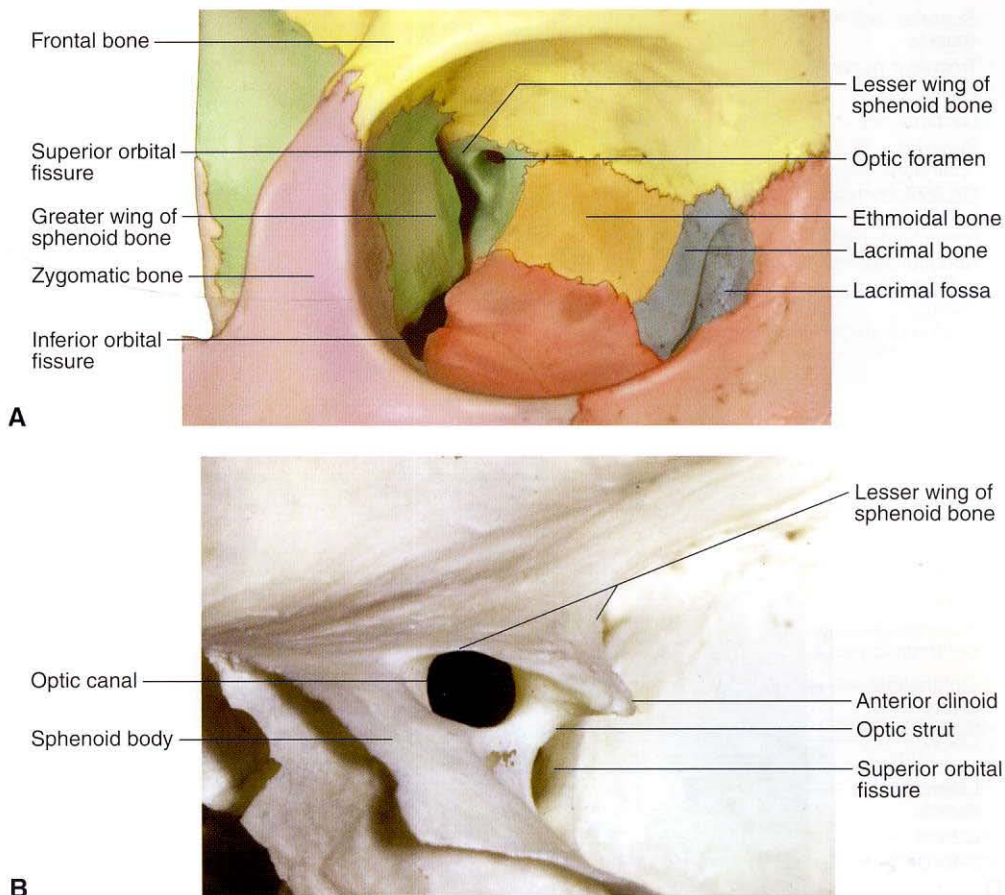 Frontal bone
Superior orbital
fissure
Greater wing of
sphenoid bone
Zygomatic bone
Inferior orbital
fissure
Lesser wing of
sphenoid bone
Optic foramen
Ethmoidal bone
Lacrimal bone
Lacrimal fossa
A
Optic canal
Sphenoid body
Lesser wing of
sphenoid bone
Anterior clinoid
Optic strut
Superior orbital
fissure
B